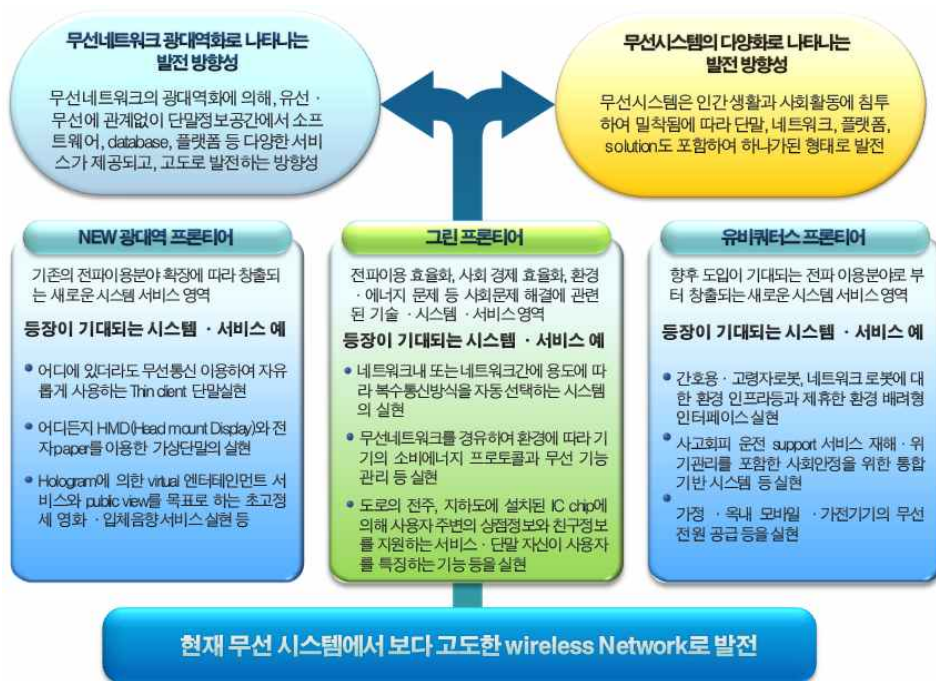 무선네트워크 광대역화로 나타나는
발전 방향성
무선네트워크의 광대역화에 의해, 유선 ·
무선에 관계없이 단말정보공간에서 소프
트웨어, database, 플랫폼 등 다양한 서비
스가 제공되고, 고도로 발전하는 방향성
무선시스템의 다양화로 나타나는
발전 방향성
무선시스템은 인간 생활과 사회활동에 침투
하여 밀착됨에 따라 단말, 네트워크, 플랫폼,
solution도 포함하여 하나가된 형태로 발전
NEW 광대역 프론티어
기존의 전파이용분야 확장에 따라 창출되
는 새로운 시스템 서비스 영역
등장이 기대되는 시스템 · 서비스 예
• 어디에 있더라도 무선통신 이용하여 자유
롭게 사용하는 Thin client 단말실현
• 어디든지 HMD(Head mount Display)와 전
자paper를 이용한 가상단말의 실현
• Hologram에 의한 virtual 엔터테인먼트 서
비스와 public view를 목표로 하는 초고정
세 영화 · 입체음향 서비스 실현 등
그린 프론티어
전파이용 효율화, 사회 경제 효율화, 환경
· 에너지 문제 등 사회문제 해결에 관련
된 기술 · 시스템 · 서비스 영역
등장이 기대되는 시스템 · 서비스 예
• 네트워크내 또는 네트워크간에 용도에 따
라 복수통신방식을 자동 선택하는 시스템
의 실현
• 무선네트워크를 경유하여 환경에 따라 기
기의 소비에너지 프로토콜과 무선 기능
관리 등 실현
• 도로의 전주, 지하도에 설치된 IC chip에
의해 사용자 주변의 상점정보와 친구정보
를 지원하는 서비스 · 단말 자신이 사용자
를 특징하는 기능 등을 실현
유비쿼터스 프론티어
향후 도입이 기대되는 전파 이용분야로 부
터 창출되는 새로운 시스템 서비스 영역
등장이 기대되는 시스템 · 서비스 예
• 간호용 · 고령자로봇, 네트워크 로봇에 대
한 환경 인프라등과 제휴한 환경 배려형
인터페이스 실현
• 사고회피 운전 support 서비스 재해 · 위
기관리를 포함한 사회안정을 위한 통합
기반 시스템 등 실현
• 가정 · 옥내 모바일 · 가전기기의 무선
전원 공급 등을 실현
현재 무선 시스템에서 보다 고도한 wireless Network로 발전